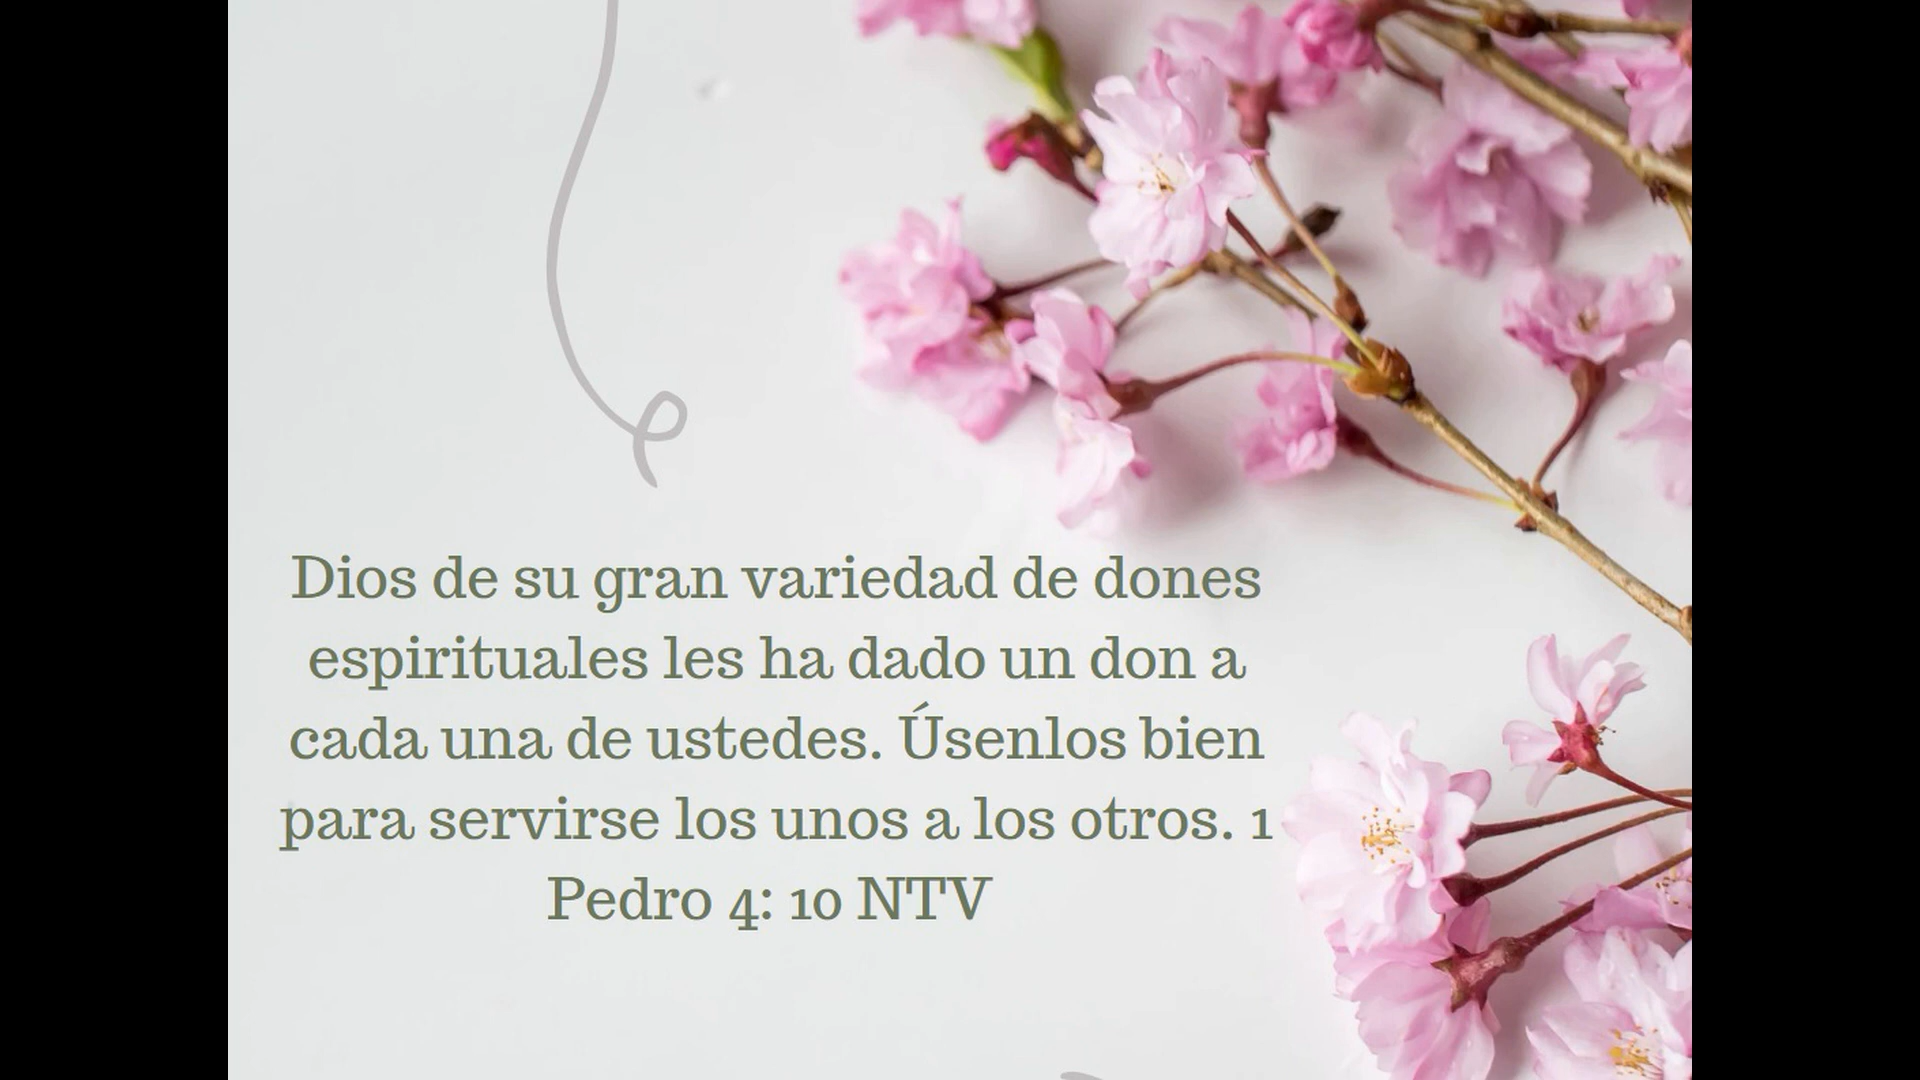 Dios de su gran variedad de dones
espirituales les ha dado un don a
cada una de ustedes. Úsenlos bien
para servirse los unos a los otros. 1
Pedro 4: 10 NTV